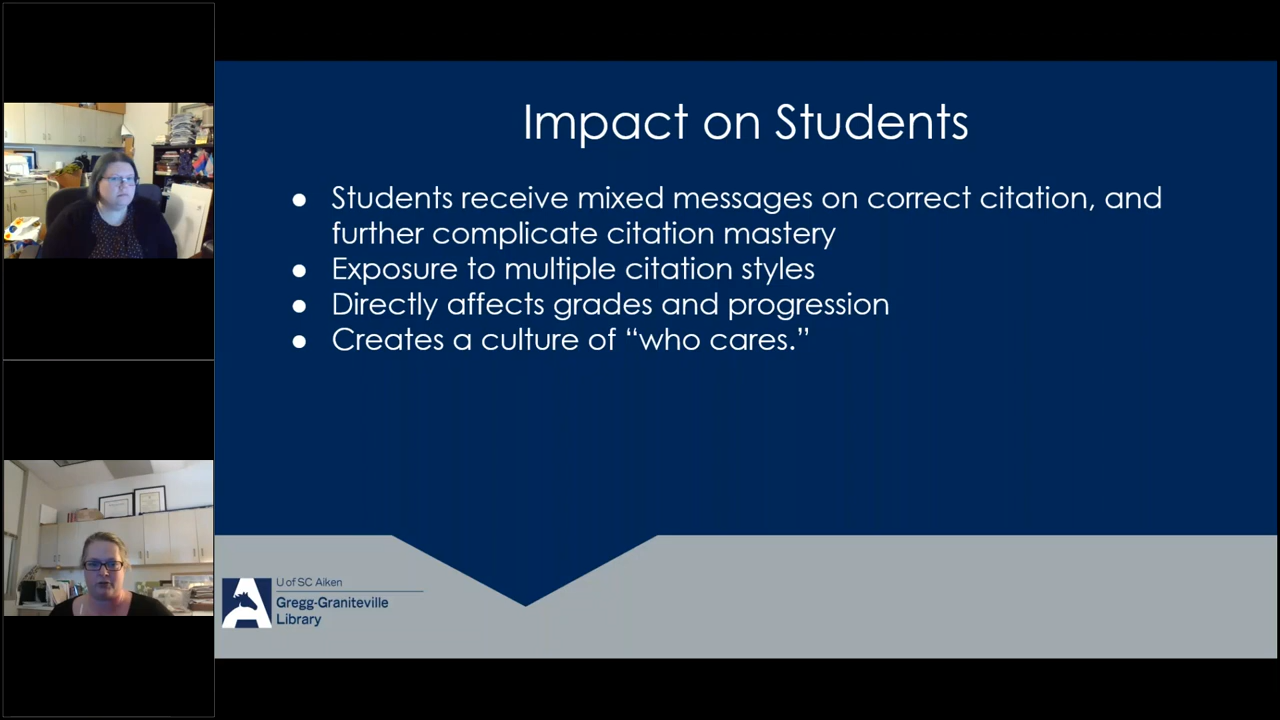 Impact on Students
● Students receive mixed messages on correct citation, and
further complicate citation mastery
● Exposure to multiple citation styles
● Directly affects grades and progression
● Creates a culture of “who cares.”
U of SC Aiken
Gregg-Graniteville
Library